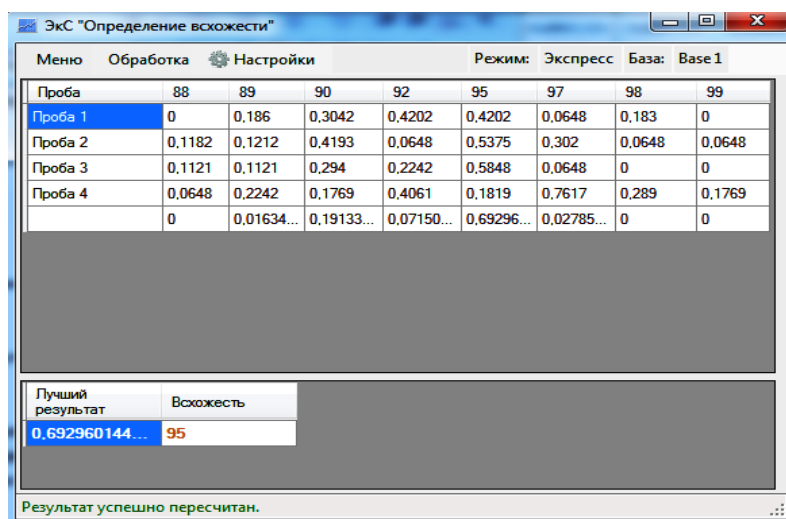 ЭкС "Определение всхожести"
Меню Обработка Настройки Режим: Экспресс База: Base 1
Проба 88 89 90 92 95 97 98 99
Проба 1 0 0,186 0,3042 0,4202 0,4202 0,0648 0,183 0
Проба 2 0,1182 0,1212 0,4193 0,0648 0,5375 0,302 0,0648 0,0648
Проба 3 0,1121 0,1121 0,294 0,2242 0,5848 0,0648 0 0
Проба 4 0,0648 0,2242 0,1769 0,4061 0,1819 0,7617 0,289 0,1769
0 0,01634... 0,19133... 0,07150... 0,69296... 0,02785... 0 0
Лучший
результат Всхожесть
0,692960144... 95
Результат успешно пересчитан.